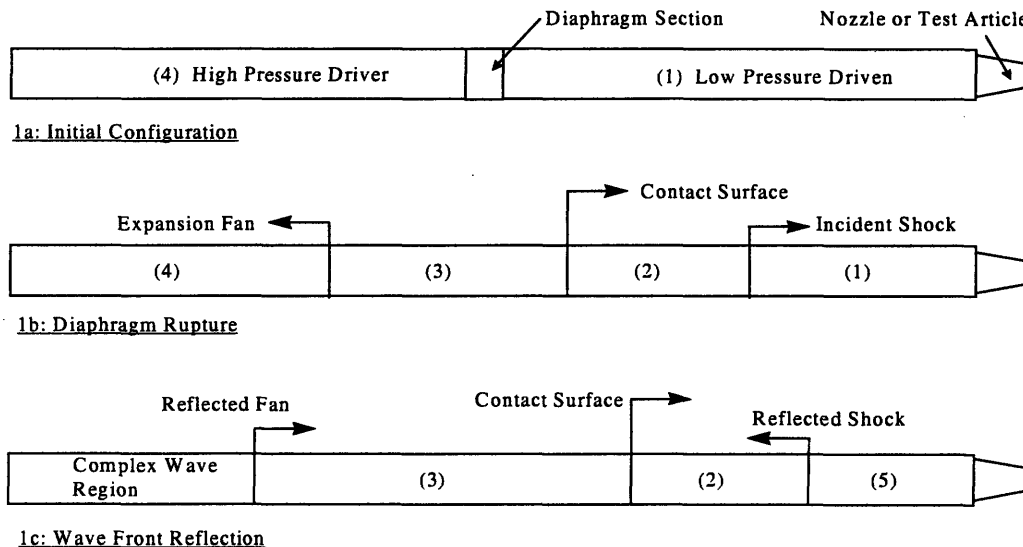 Diaphragm Section
Nozzle or Test Article
(4) High Pressure Driver
(1) Low Pressure Driven
1a: Initial Configuration
Contact Surface
Expansion Fan
Incident Shock
(4)
(3)
(2)
(1)
1b: Diaphragm Rupture
Reflected Fan
Contact Surface
Reflected Shock
Complex Wave
Region
(3)
(2)
(5)
1c: Wave Front Reflection